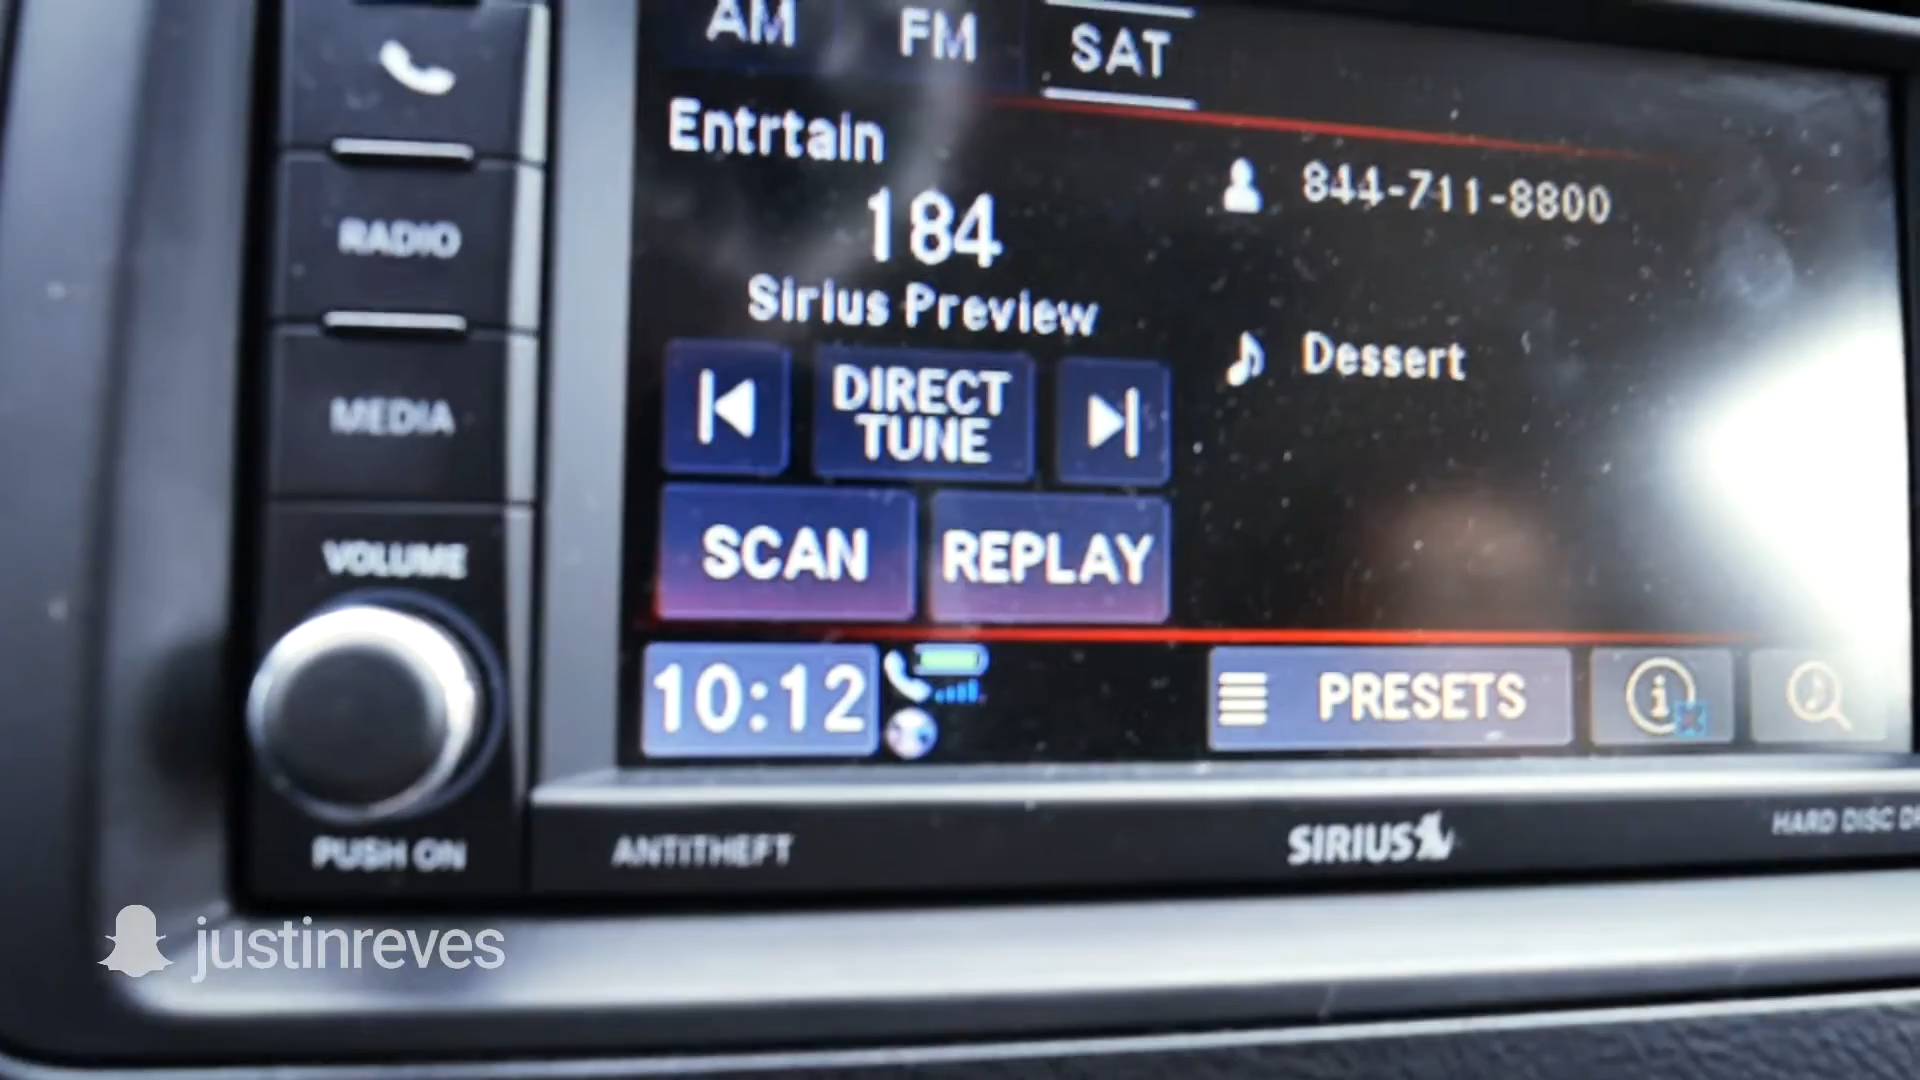 AM FM SAT
Entrtain
184
Sirius Preview
844-711-8800
Dessert
DIRECT
TUNE
SCAN REPLAY
10:12
PRESETS
RADIO
MEDIA
VOLUME
PUSH ON
ANTITHEFT
SIRIUS
HARD DISC
justinreves